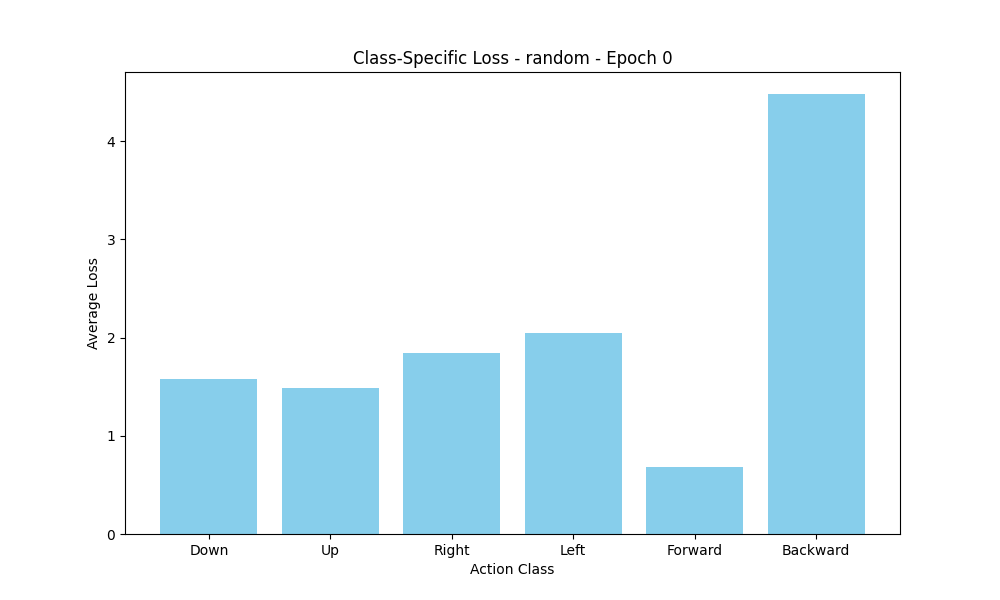 Class-Specific Loss - random - Epoch 0
Average Loss
4
3
2
1
0
Down Up Right Left Forward Backward
Action Class